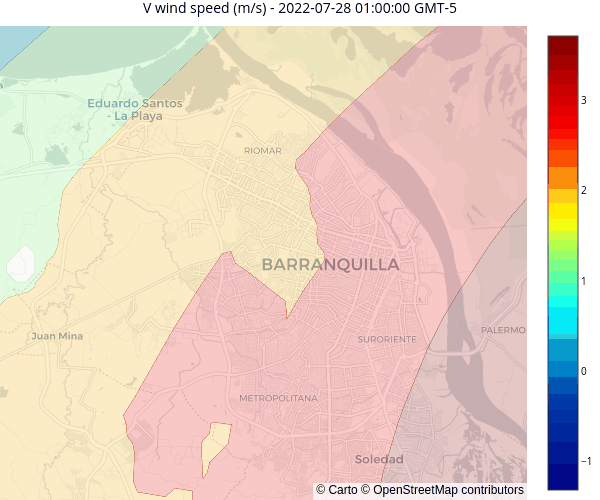 V wind speed (m/s) - 2022-07-28 01:00:00 GMT-5
Eduardo Santos
- La Playa
RIOMAR
BARRANQUILLA
Juan Mina
SURORIENTE
PALERMO
METROPOLITANA
Soledad
© Carto © OpenStreetMap contributors
3
2
1
0
−1